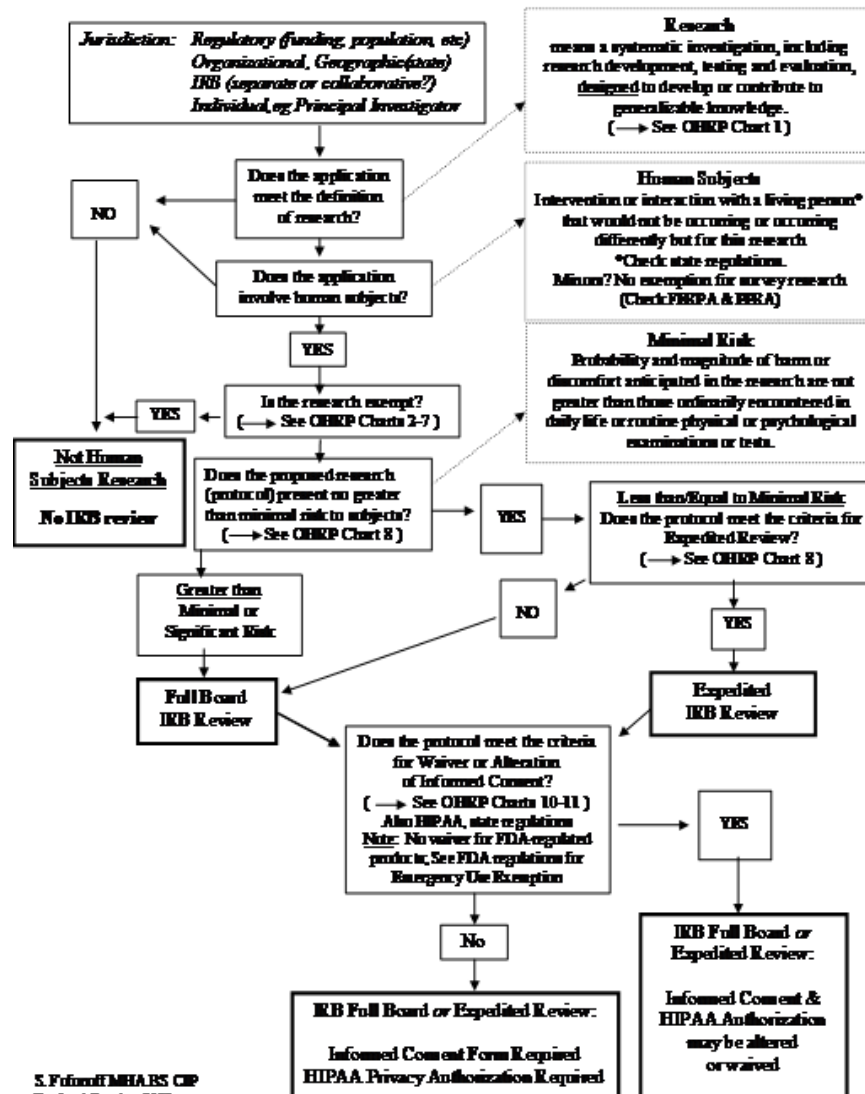 Jurisdiction: Regulatory (funding, population, etc)
Organizational, Geographic(state)
IRB (separate or collaborative?)
Individual,eg Principal Investigator
Research
means a systematic investigation, including
research development, testing and evaluation,
designed to develop or contribute to
generalizable knowledge.
( → See OHRP Chart 1 )
Does the application
meet the definition
of research?
NO
Human Subjects
Intervention or interaction with a living person*
that would not be occurring or occurring
differently but for this research
*Check state regulations.
Minors? No exemption for survey research
(Check &
Does the application
involve human subjects?
YES
Minimal Risk
Probability and magnitude of harm or
discomfort anticipated in the research are not
greater than those ordinarily encountered in
daily life or routine physical or psychological
examinations or tests.
Is the research exempt?
( → See OHRP Charts 2-7 )
YES
Not Human
Subjects Research
No IRB review
Does the proposed research
(protocol) present no greater
than minimal risk to subjects?
( → See OHRP Chart 8 )
YES
Less than/Equal to Minimal Risk
Does the protocol meet the criteria for
Expedited Review?
( → See OHRP Chart 8 )
Greater than
Minimal or
Significant Risk
NO
YES
Full Board
IRB Review
Expedited
IRB Review
Does the protocol meet the criteria
for Waiver or Alteration
of Informed Consent?
( → See OHRP Charts 10-11 )
Also HIPAA, state regulations
Note: No waiver for FDA-regulated
products, See FDA regulations for
Emergency Use Exemption
YES
No
IRB Full Board or
Expedited Review:
Informed Consent &
HIPAA Authorization
may be altered
or waived
IRB Full Board or Expedited Review:
Informed Consent Form Required
HIPAA Privacy Authorization Required
MHA BS CIP